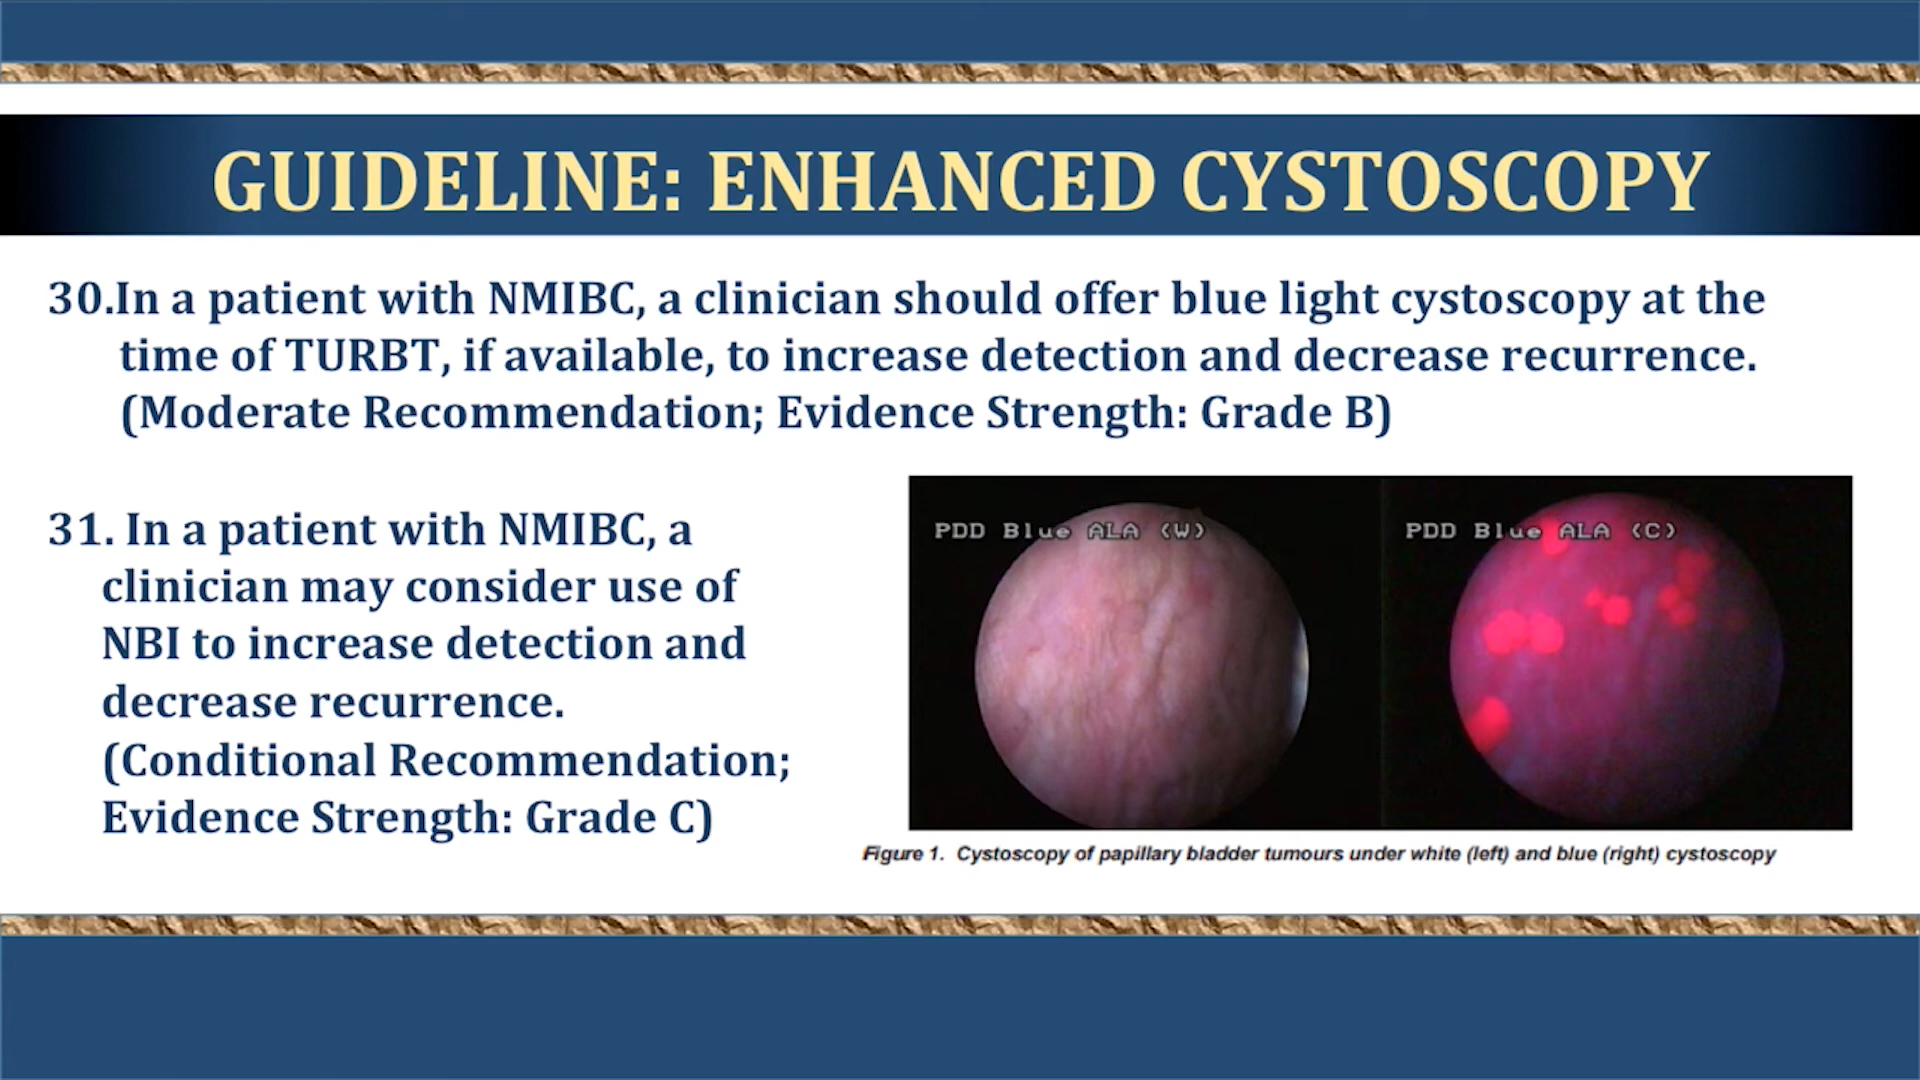 GUIDELINE: ENHANCED CYSTOSCOPY
30.In a patient with NMIBC, a clinician should offer blue light cystoscopy at the
time of TURBT, if available, to increase detection and decrease recurrence.
(Moderate Recommendation; Evidence Strength: Grade B)
31. In a patient with NMIBC, a
clinician may consider use of
NBI to increase detection and
decrease recurrence.
(Conditional Recommendation;
Evidence Strength: Grade C)
PDD Blue ALA (W)
PDD Blue ALA (C)
Figure 1. Cystoscopy of papillary bladder tumours under white (left) and blue (right) cystoscopy